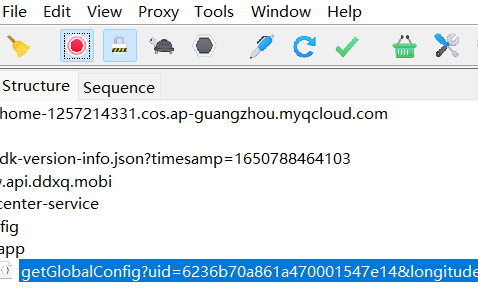 File Edit View Proxy Tools Window Help
Structure Sequence
home-1257214331.cos.ap-guangzhou.myqcloud.com
dk-version-info.json?timesamp=1650788464103
.api.ddxq.mobi
center-service
fig
app
getGlobalConfig?uid=6236b70a861a470001547e14&longitude